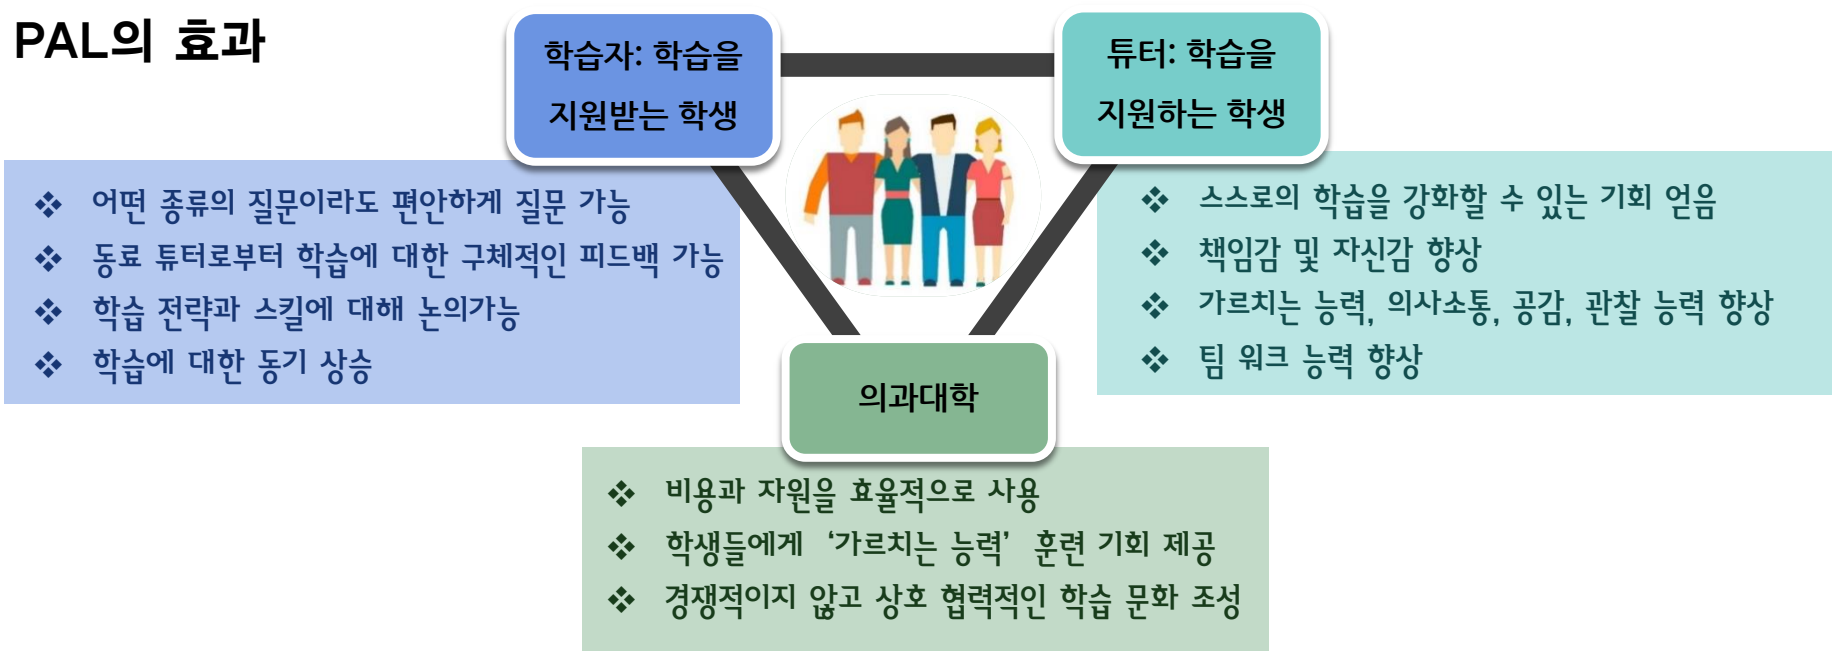 PAL의 효과
학습자: 학습을
지원받는 학생
튜터: 학습을
지원하는 학생
❖ 어떤 종류의 질문이라도 편안하게 질문 가능
❖ 동료 튜터로부터 학습에 대한 구체적인 피드백 가능
❖ 학습 전략과 스킬에 대해 논의가능
❖ 학습에 대한 동기 상승
❖ 스스로의 학습을 강화할 수 있는 기회 얻음
❖ 책임감 및 자신감 향상
❖ 가르치는 능력, 의사소통, 공감, 관찰 능력 향상
❖ 팀 워크 능력 향상
의과대학
❖ 비용과 자원을 효율적으로 사용
❖ 학생들에게 ‘가르치는 능력’ 훈련 기회 제공
❖ 경쟁적이지 않고 상호 협력적인 학습 문화 조성